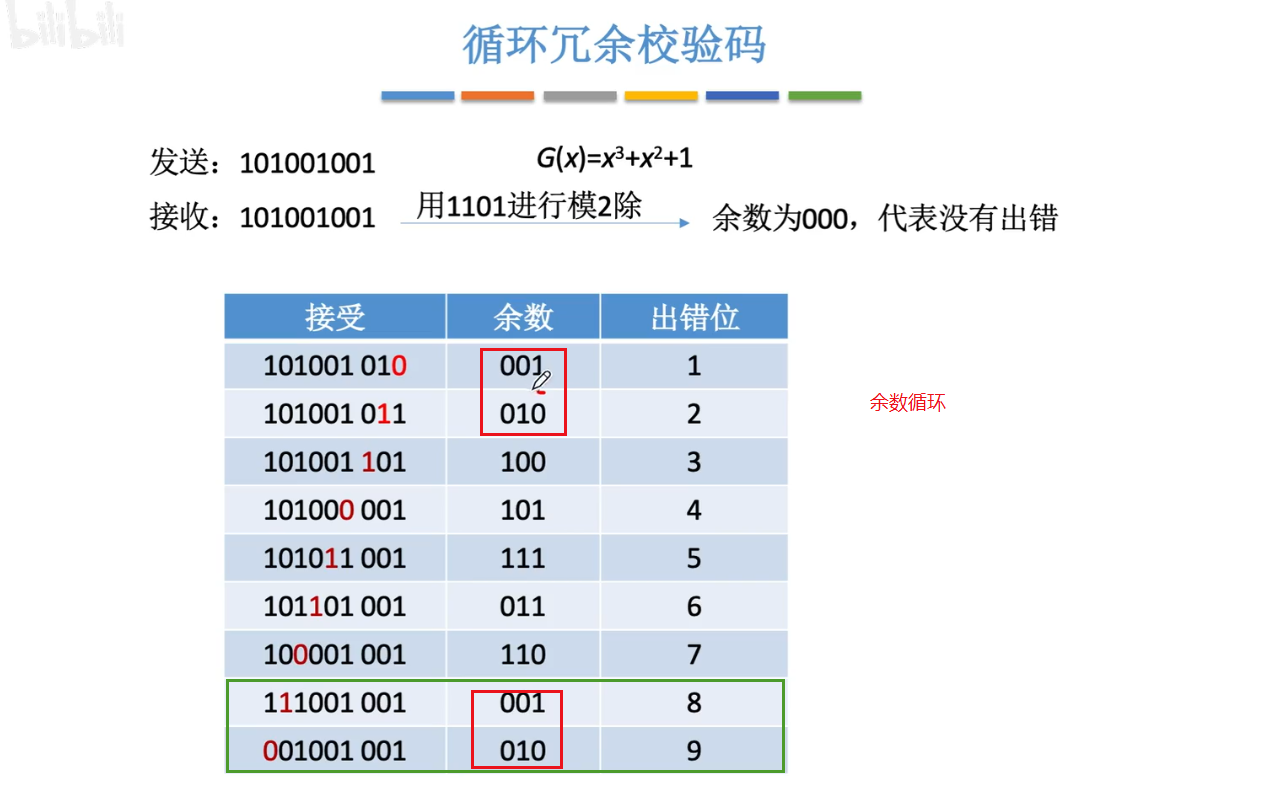 bilibili
循环冗余校验码
发送：101001001
G(x)=x³+x²+1
接收：101001001
用1101进行模2除
余数为000，代表没有出错
接受 余数 出错位
101001 010 001 1
101001 011 010 2
101001 101 100 3
101000 001 101 4
101011 001 111 5
101101 001 011 6
100001 001 110 7
111001 001 001 8
001001 001 010 9
余数循环